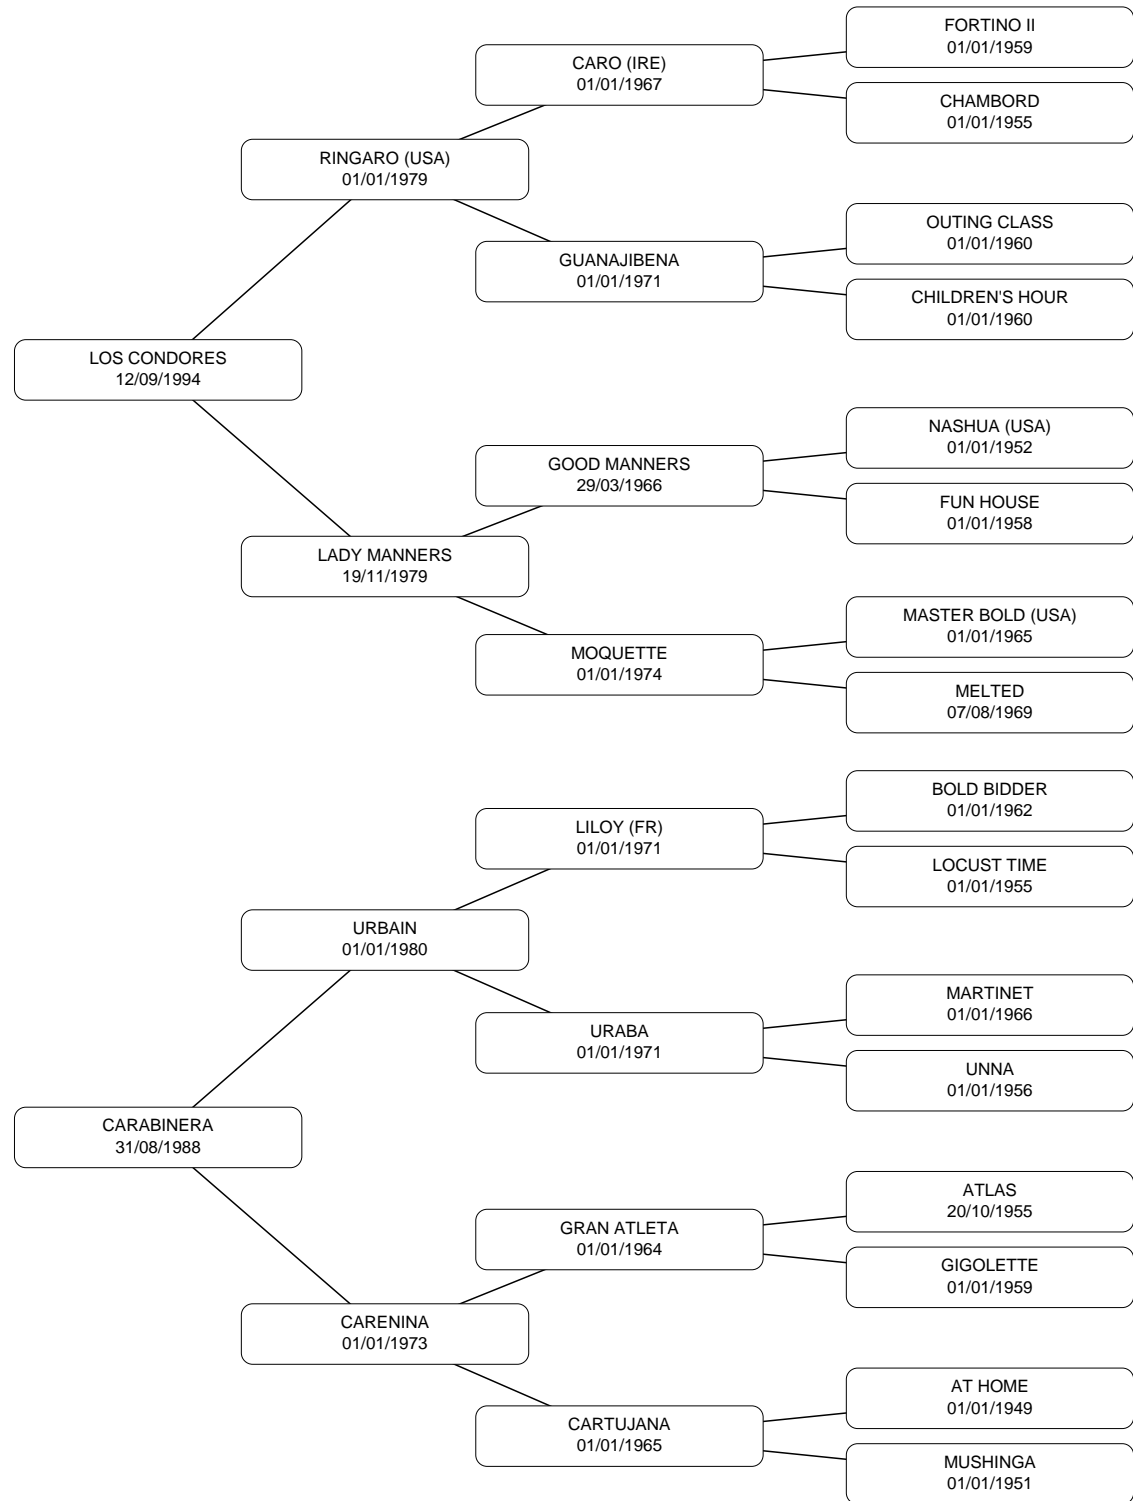 FORTINO II
01/01/1959
CARO (IRE)
01/01/1967
CHAMBORD
01/01/1955
RINGARO (USA)
01/01/1979
OUTING CLASS
01/01/1960
GUANAJIBENA
01/01/1971
CHILDREN'S HOUR
01/01/1960
LOS CONDORES
12/09/1994
NASHUA (USA)
01/01/1952
GOOD MANNERS
29/03/1966
FUN HOUSE
01/01/1958
LADY MANNERS
19/11/1979
MASTER BOLD (USA)
01/01/1965
MOQUETTE
01/01/1974
MELTED
07/08/1969
BOLD BIDDER
01/01/1962
LILOY (FR)
01/01/1971
LOCUST TIME
01/01/1955
URBAIN
01/01/1980
MARTINET
01/01/1966
URABA
01/01/1971
UNNA
01/01/1956
CARABINERA
31/08/1988
ATLAS
20/10/1955
GRAN ATLETA
01/01/1964
GIGOLETTE
01/01/1959
CARENINA
01/01/1973
AT HOME
01/01/1949
CARTUJANA
01/01/1965
MUSHINGA
01/01/1951